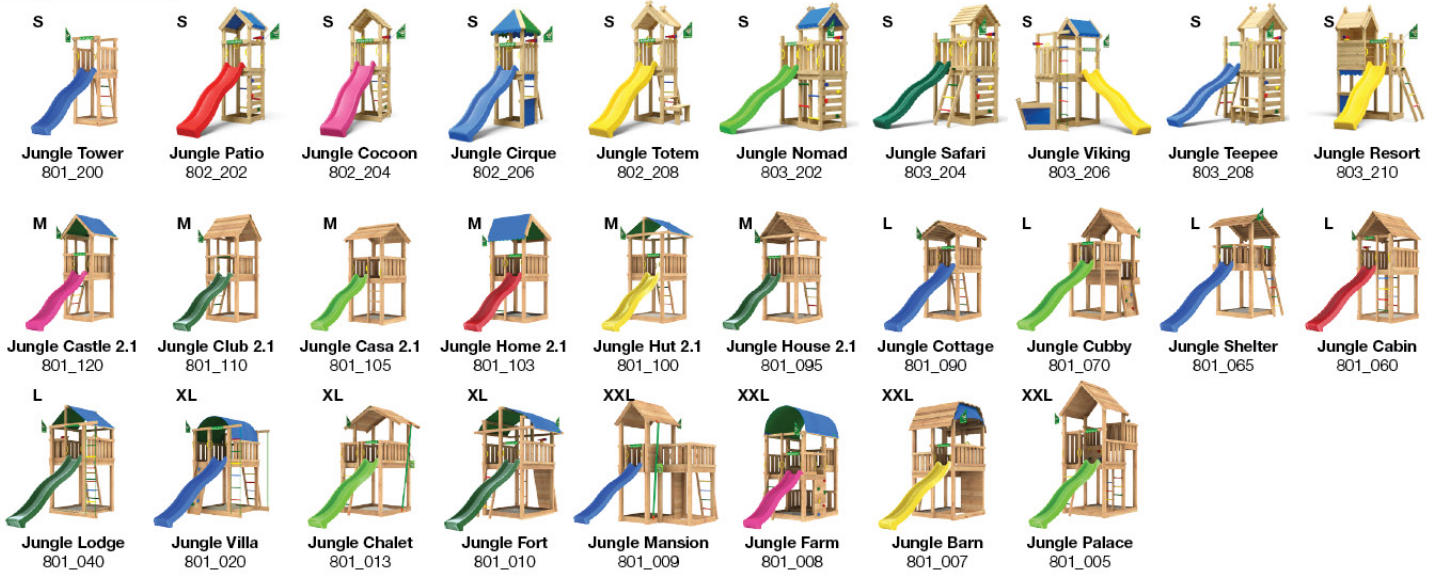 S S S S S S S S S S
Jungle Tower Jungle Patio Jungle Cocoon Jungle Cirque Jungle Totem Jungle Nomad Jungle Safari Jungle Viking Jungle Teepee Jungle Resort
801_200 802_202 802_204 802_206 802_208 803_202 803_204 803_206 803_208 803_210
M M M M M M L L L L
Jungle Castle 2.1 Jungle Club 2.1 Jungle Casa 2.1 Jungle Home 2.1 Jungle Hut 2.1 Jungle House 2.1 Jungle Cottage Jungle Cubby Jungle Shelter Jungle Cabin
801_120 801_110 801_105 801_103 801_100 801_095 801_090 801_070 801_065 801_060
L XL XL XL XXL XXL XXL XXL
Jungle Lodge Jungle Villa Jungle Chalet Jungle Fort Jungle Mansion Jungle Farm Jungle Barn Jungle Palace
801_040 801_020 801_013 801_010 801_009 801_008 801_007 801_005